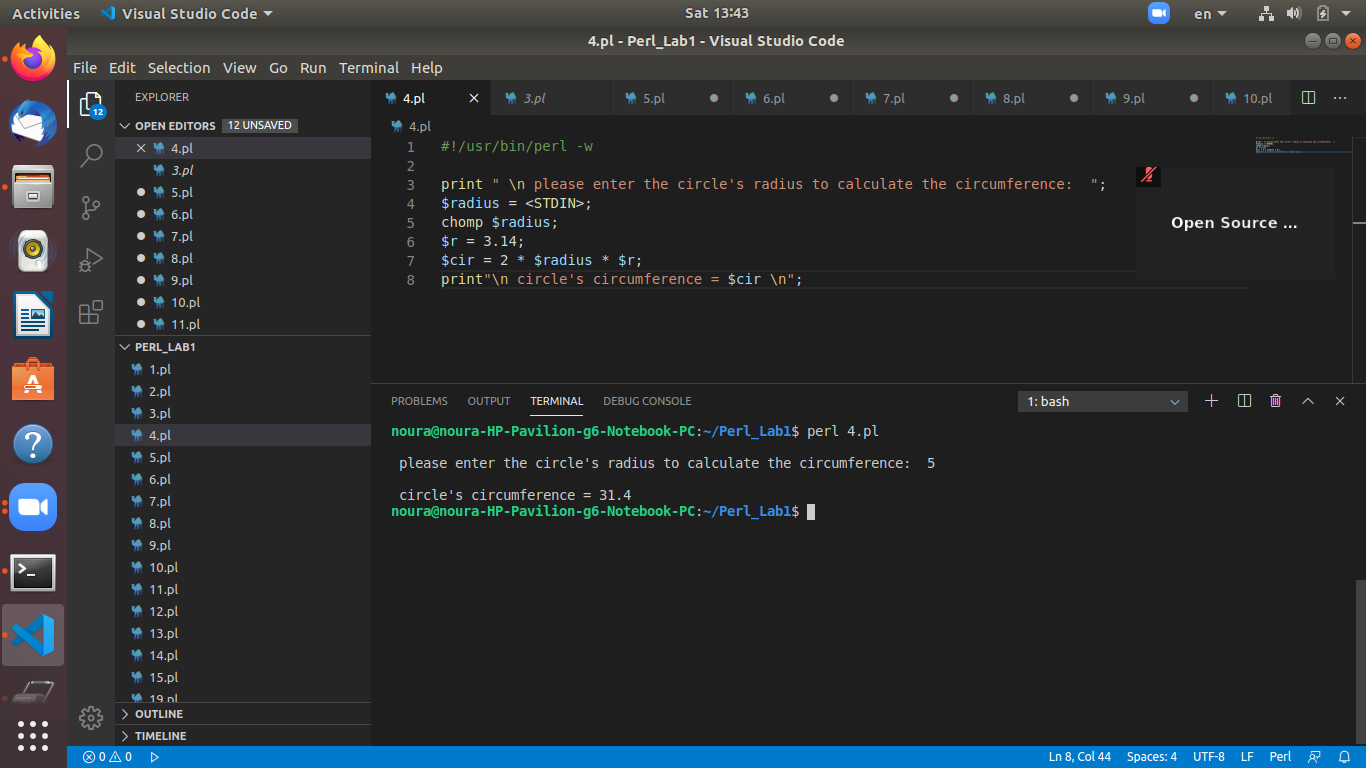 Activities
Visual Studio Code
Sat 13:43
en
4.pl - Perl_Lab1 - Visual Studio Code
File Edit Selection View Go Run Terminal Help
12
EXPLORER
OPEN EDITORS 12 UNSAVED
4.pl
3.pl
5.pl
6.pl
7.pl
8.pl
9.pl
10.pl
11.pl
PERL_LAB1
1.pl
2.pl
3.pl
4.pl
5.pl
6.pl
7.pl
8.pl
9.pl
10.pl
11.pl
12.pl
13.pl
14.pl
15.pl
19.pl
OUTLINE
TIMELINE
4.pl 3.pl 5.pl 6.pl 7.pl 8.pl 9.pl 10.pl
4.pl
1 #!/usr/bin/perl -w
2
3 print " \n please enter the circle's radius to calculate the circumference:  ";
4 $radius = <STDIN>;
5 chomp $radius;
6 $r = 3.14;
7 $cir = 2 * $radius * $r;
8 print"\n circle's circumference = $cir \n";
Open Source ...
PROBLEMS OUTPUT TERMINAL DEBUG CONSOLE
1: bash
noura@noura-HP-Pavilion-g6-Notebook-PC:~/Perl_Lab1$ perl 4.pl
please enter the circle's radius to calculate the circumference:  5
circle's circumference = 31.4
noura@noura-HP-Pavilion-g6-Notebook-PC:~/Perl_Lab1$
0 0
Ln 8, Col 44 Spaces: 4 UTF-8 LF Perl